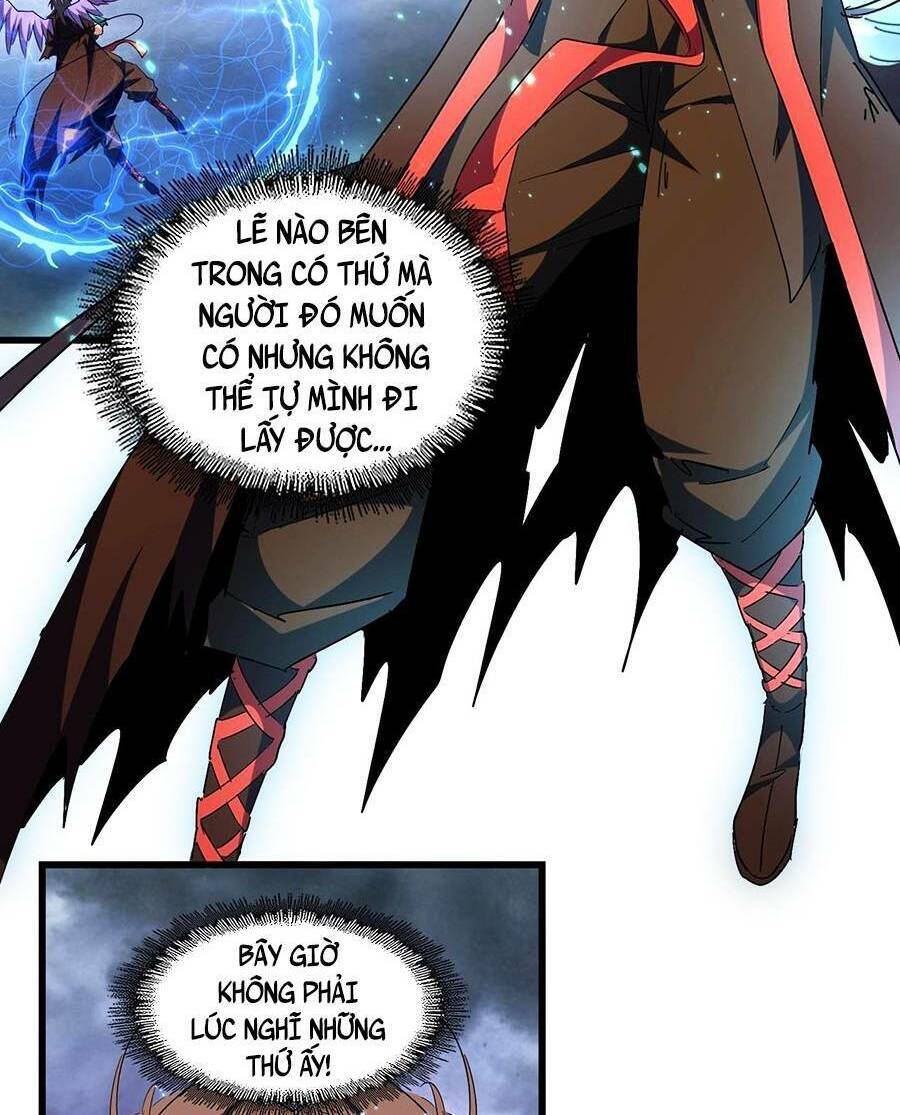 LẼ NÀO BÊN
TRONG CÓ THỨ MÀ
NGƯỜI ĐÓ MUỐN
CÓ NHƯNG KHÔNG
THỂ TỰ MÌNH ĐI
LẤY ĐƯỢC...
BÂY GIỜ
KHÔNG PHẢI
LÚC NGHĨ NHỮNG
THỨ ẤY!